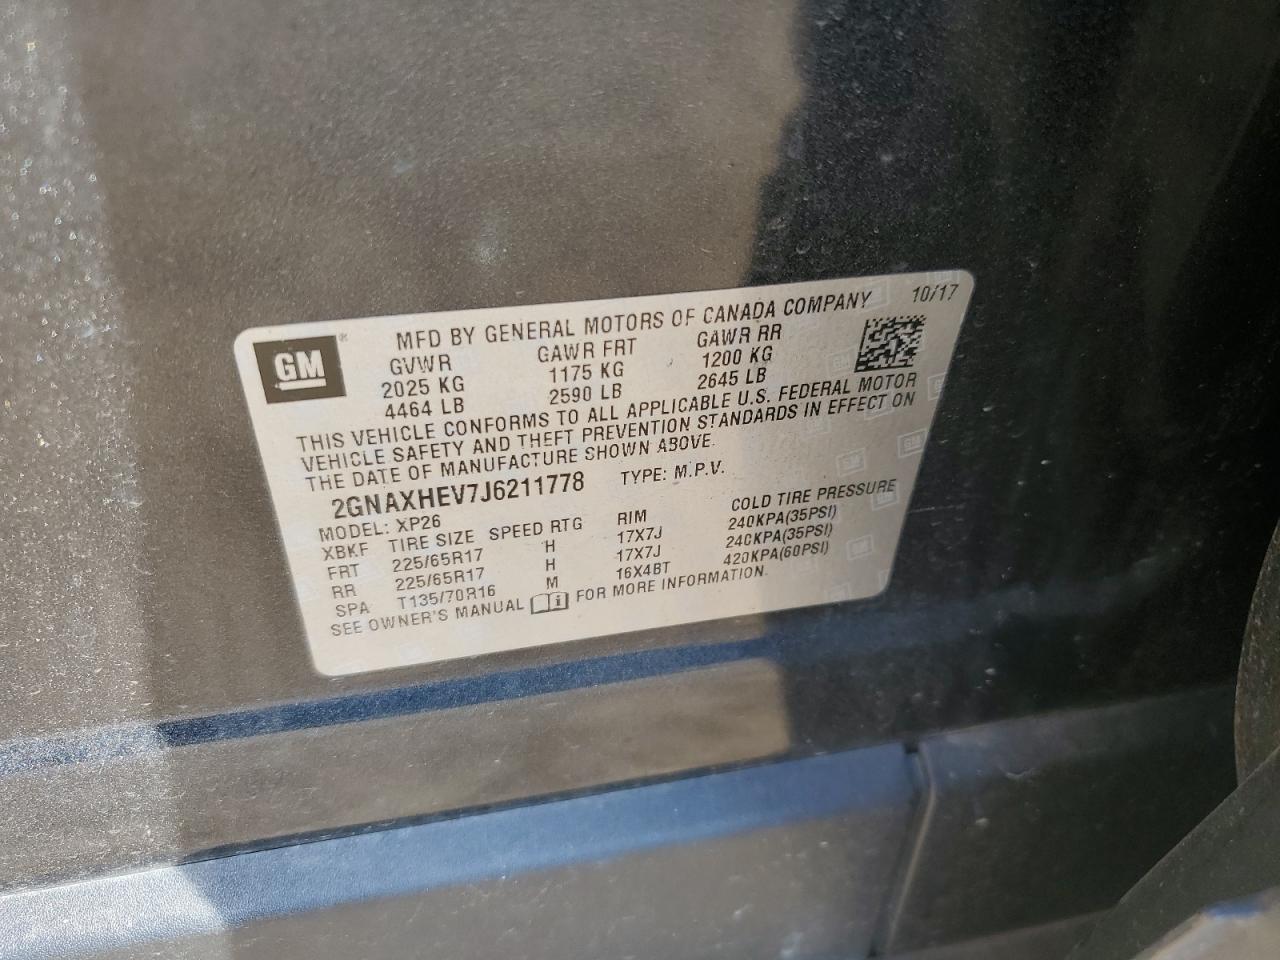 GM ®
MFD BY GENERAL MOTORS OF CANADA COMPANY 10/17
GVWR GAWR FRT GAWR RR
2025 KG 1175 KG 1200 KG
4464 LB 2590 LB 2645 LB
THIS VEHICLE CONFORMS TO ALL APPLICABLE U.S. FEDERAL MOTOR
VEHICLE SAFETY AND THEFT PREVENTION STANDARDS IN EFFECT ON
THE DATE OF MANUFACTURE SHOWN ABOVE.
2GNAXHEV7J6211778 TYPE: M.P.V.
MODEL: XP26
XBKF TIRE SIZE SPEED RTG RIM COLD TIRE PRESSURE
FRT 225/65R17 H 17X7J 240KPA(35PSI)
RR 225/65R17 H 17X7J 240KPA(35PSI)
SPA T135/70R16 M 16X4BT 420KPA(60PSI)
SEE OWNER'S MANUAL FOR MORE INFORMATION.